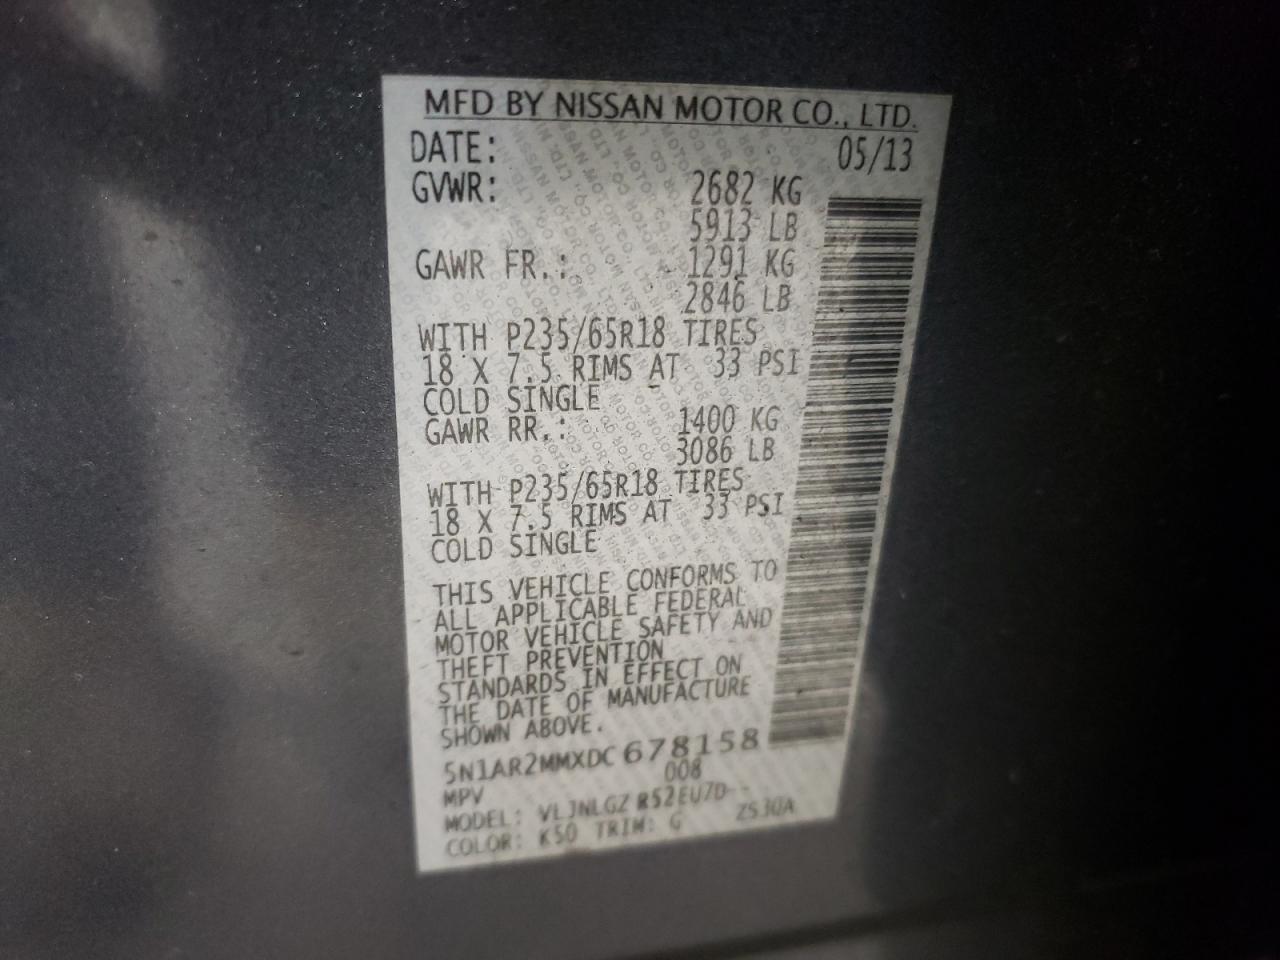 MFD BY NISSAN MOTOR CO., LTD.
DATE: 05/13
GVWR: 2682 KG
5913 LB
GAWR FR.: 1291 KG
2846 LB
WITH P235/65R18 TIRES
18 X 7.5 RIMS AT 33 PSI
COLD SINGLE
GAWR RR.: 1400 KG
3086 LB
WITH P235/65R18 TIRES
18 X 7.5 RIMS AT 33 PSI
COLD SINGLE
THIS VEHICLE CONFORMS TO
ALL APPLICABLE FEDERAL
MOTOR VEHICLE SAFETY AND
THEFT PREVENTION
STANDARDS IN EFFECT ON
THE DATE OF MANUFACTURE
SHOWN ABOVE.
5N1AR2MMXDC678158
MPV 008
MODEL: VLJNLGZ R52EUZD--
COLOR: K50 TRIM: G ZS30A